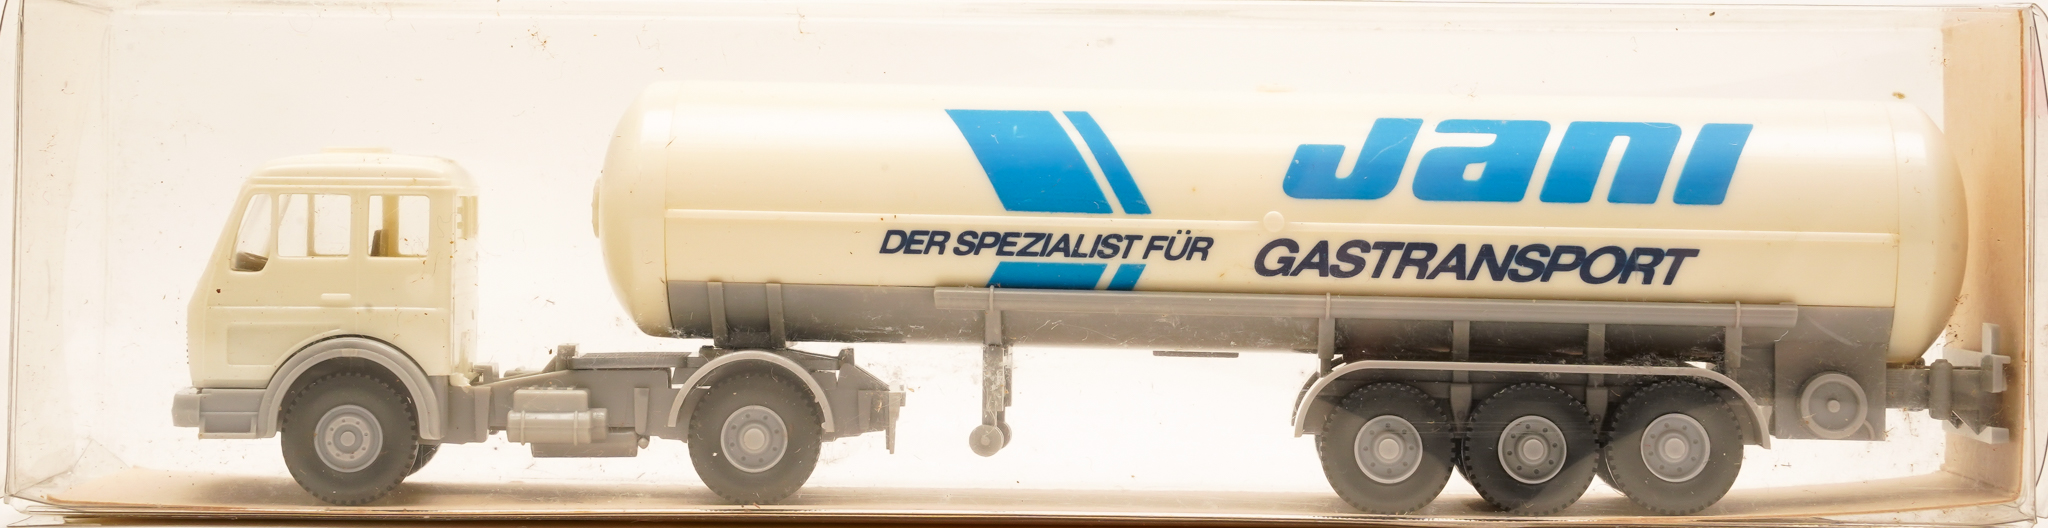 Jani
DER SPEZIALIST FÜR GASTRANSPORT